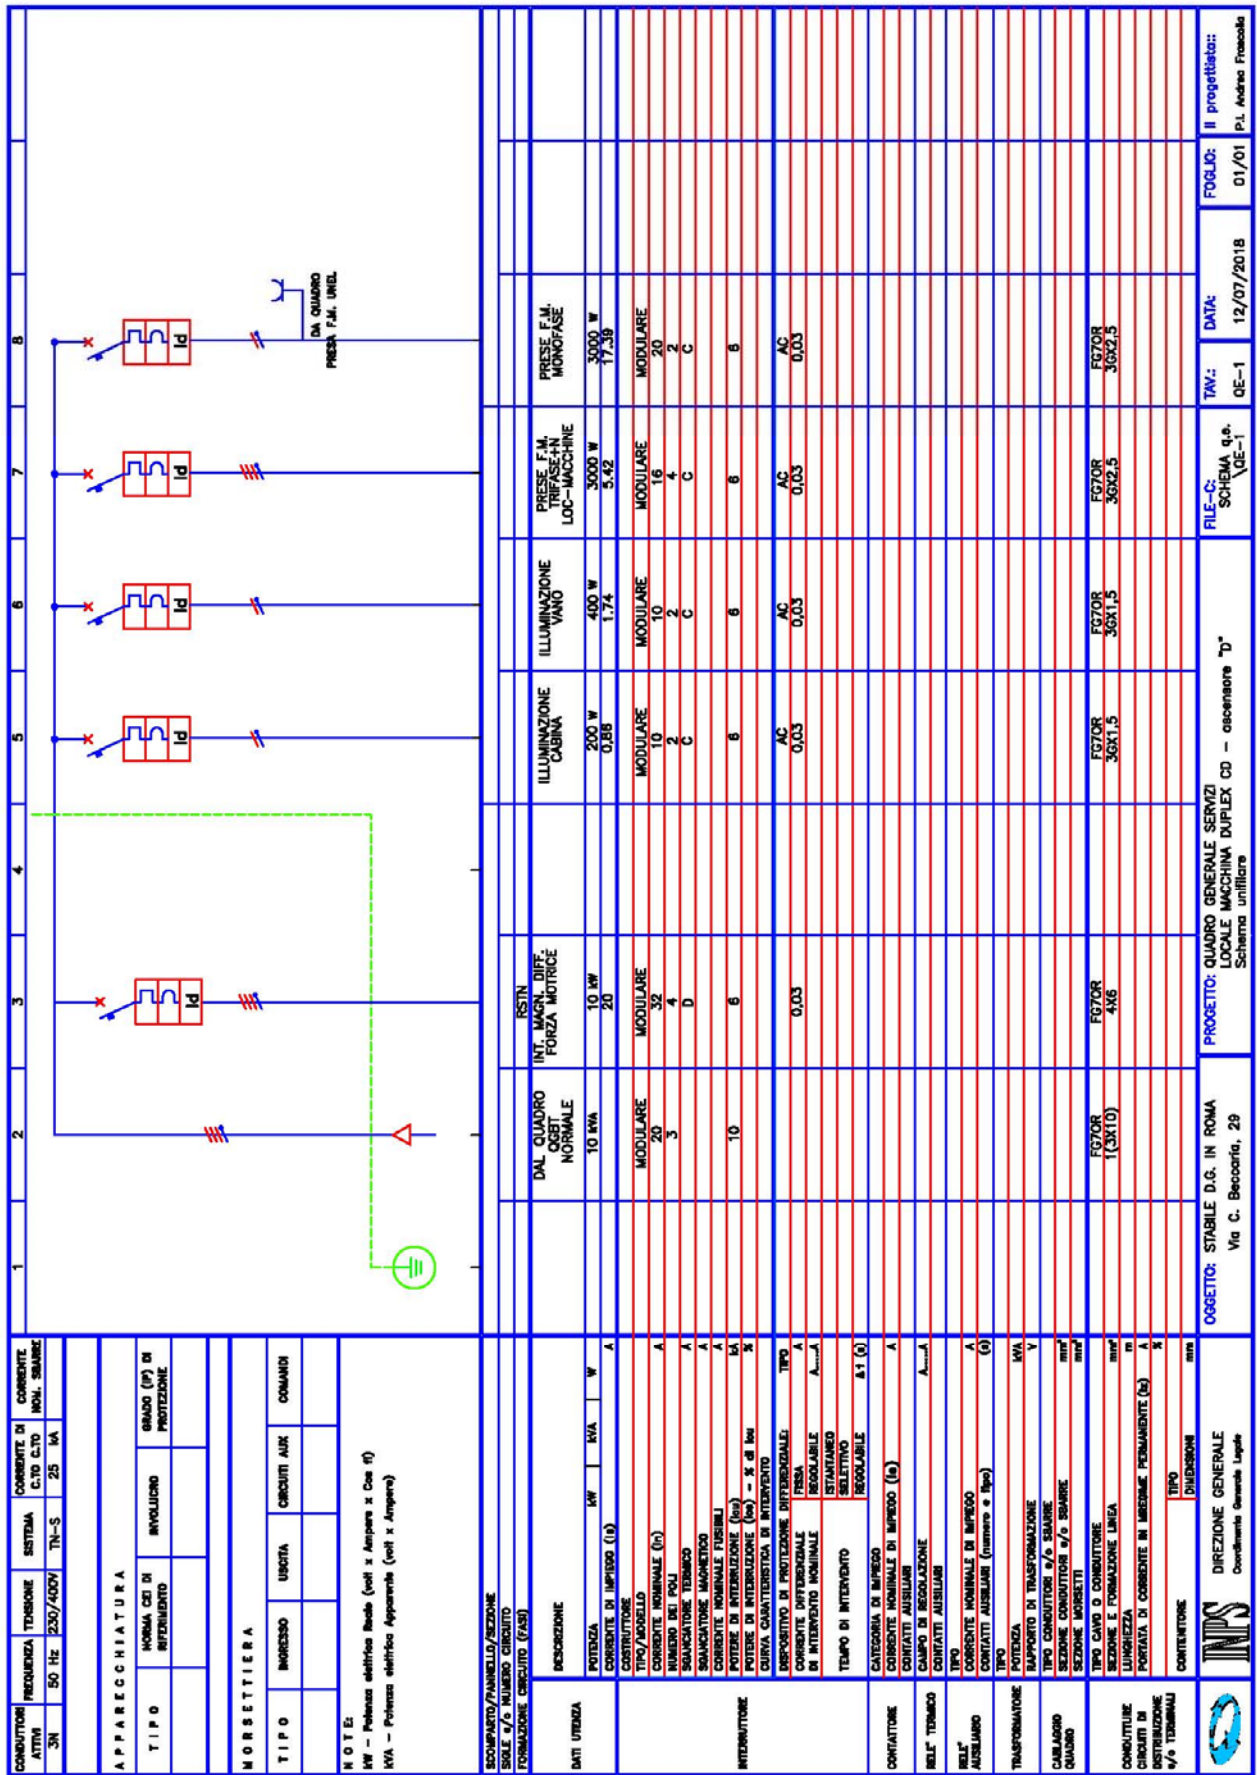 CONDUTTORI ATTIVI
FREQUENZA
TENSIONE
SISTEMA
CORRENTE DI C.TO C.TO
CORRENTE NOM. SBARRE
3N
50 Hz
230/400V
TN-S
25 kA
1
2
3
4
5
6
7
8
APPARECCHIATURA
TIPO
NORMA CEI DI RIFERIMENTO
INVOLUCRO
GRADO (IP) DI PROTEZIONE
MORSETTIERA
TIPO
INGRESSO
USCITA
CIRCUITI AUX
COMANDI
NOTE:
kW - Potenza elettrica Reale (volt x Ampere x Cos fi)
kVA - Potenza elettrica Apparente (volt x Ampere)
Id
Id
Id
Id
Id
DA QUADRO
PRESA F.M. UNEL
SCOMPARTO/PANNELLO/SEZIONE
SIGLE e/o NUMERO CIRCUITO
FORMAZIONE CIRCUITO (FASI)
RSTN
DATI UTENZA
DESCRIZIONE
DAL QUADRO
QGBT
NORMALE
INT. MAGN. DIFF.
FORZA MOTRICE
ILLUMINAZIONE
CABINA
ILLUMINAZIONE
VANO
PRESE F.M.
TRIFASE+N
LOC-MACCHINE
PRESE F.M.
MONOFASE
POTENZA kW kVA W
10 kVA
10 kW
200 W
400 W
3000 W
3000 W
CORRENTE DI IMPIEGO (Ib) A
20
0,86
1.74
5.42
17.39
INTERRUTTORE
COSTRUTTORE
TIPO/MODELLO
MODULARE
MODULARE
MODULARE
MODULARE
MODULARE
MODULARE
CORRENTE NOMINALE (In) A
20
32
10
10
16
20
NUMERO DEI POLI
3
4
2
2
4
2
SGANCIATORE TERMICO A
D
C
C
C
C
SGANCIATORE MAGNETICO A
CORRENTE NOMINALE FUSIBILI A
POTERE DI INTERRUZIONE (Icu) kA
10
6
6
6
6
6
POTERE DI INTERRUZIONE (Ics) - % di Icu %
CURVA CARATTERISTICA DI INTERVENTO
DISPOSITIVO DI PROTEZIONE DIFFERENZIALE: TIPO
AC
AC
AC
AC
CORRENTE DIFFERENZIALE DI INTERVENTO NOMINALE
FISSA A
0,03
0,03
0,03
0,03
0,03
REGOLABILE A.....A
TEMPO DI INTERVENTO
ISTANTANEO
SELETTIVO
REGOLABILE Δt (s)
CONTATTORE
CATEGORIA DI IMPIEGO
CORRENTE NOMINALE DI IMPIEGO (Ie) A
CONTATTI AUSILIARI
RELE' TERMICO
CAMPO DI REGOLAZIONE A.....A
CONTATTI AUSILIARI
RELE' AUSILIARIO
TIPO
CORRENTE NOMINALE DI IMPIEGO A
CONTATTI AUSILIARI (numero e tipo) (s)
TRASFORMATORE
TIPO
POTENZA kVA
RAPPORTO DI TRASFORMAZIONE V
CABLAGGIO QUADRO
TIPO CONDUTTORI e/o SBARRE
SEZIONE CONDUTTORI e/o SBARRE mm²
SEZIONE MORSETTI mm²
CONDUTTURE CIRCUITI DI DISTRIBUZIONE e/o TERMINALI
TIPO CAVO O CONDUTTORE
FG7OR
FG7OR
FG7OR
FG7OR
FG7OR
FG7OR
SEZIONE E FORMAZIONE LINEA mm²
1(3X10)
4X6
3GX1,5
3GX1,5
3GX2,5
3GX2,5
LUNGHEZZA m
PORTATA DI CORRENTE IN M.REGIME PERMANENTE (Iz) A
%
CONTENITORE
TIPO
DIMENSIONI mm
INPS
DIREZIONE GENERALE
Coordinamento Generale Legale
OGGETTO: STABILE D.G. IN ROMA
Via C. Beccaria, 29
PROGETTO: QUADRO GENERALE SERVIZI
LOCALE MACCHINA DUPLEX CD - ascensore "D"
Schema unifilare
FILE-C: SCHEMA q.e.
\QE-1
TAV.: QE-1
DATA: 12/07/2018
FOGLIO: 01/01
Il progettista::
P.I. Andrea Frascolla